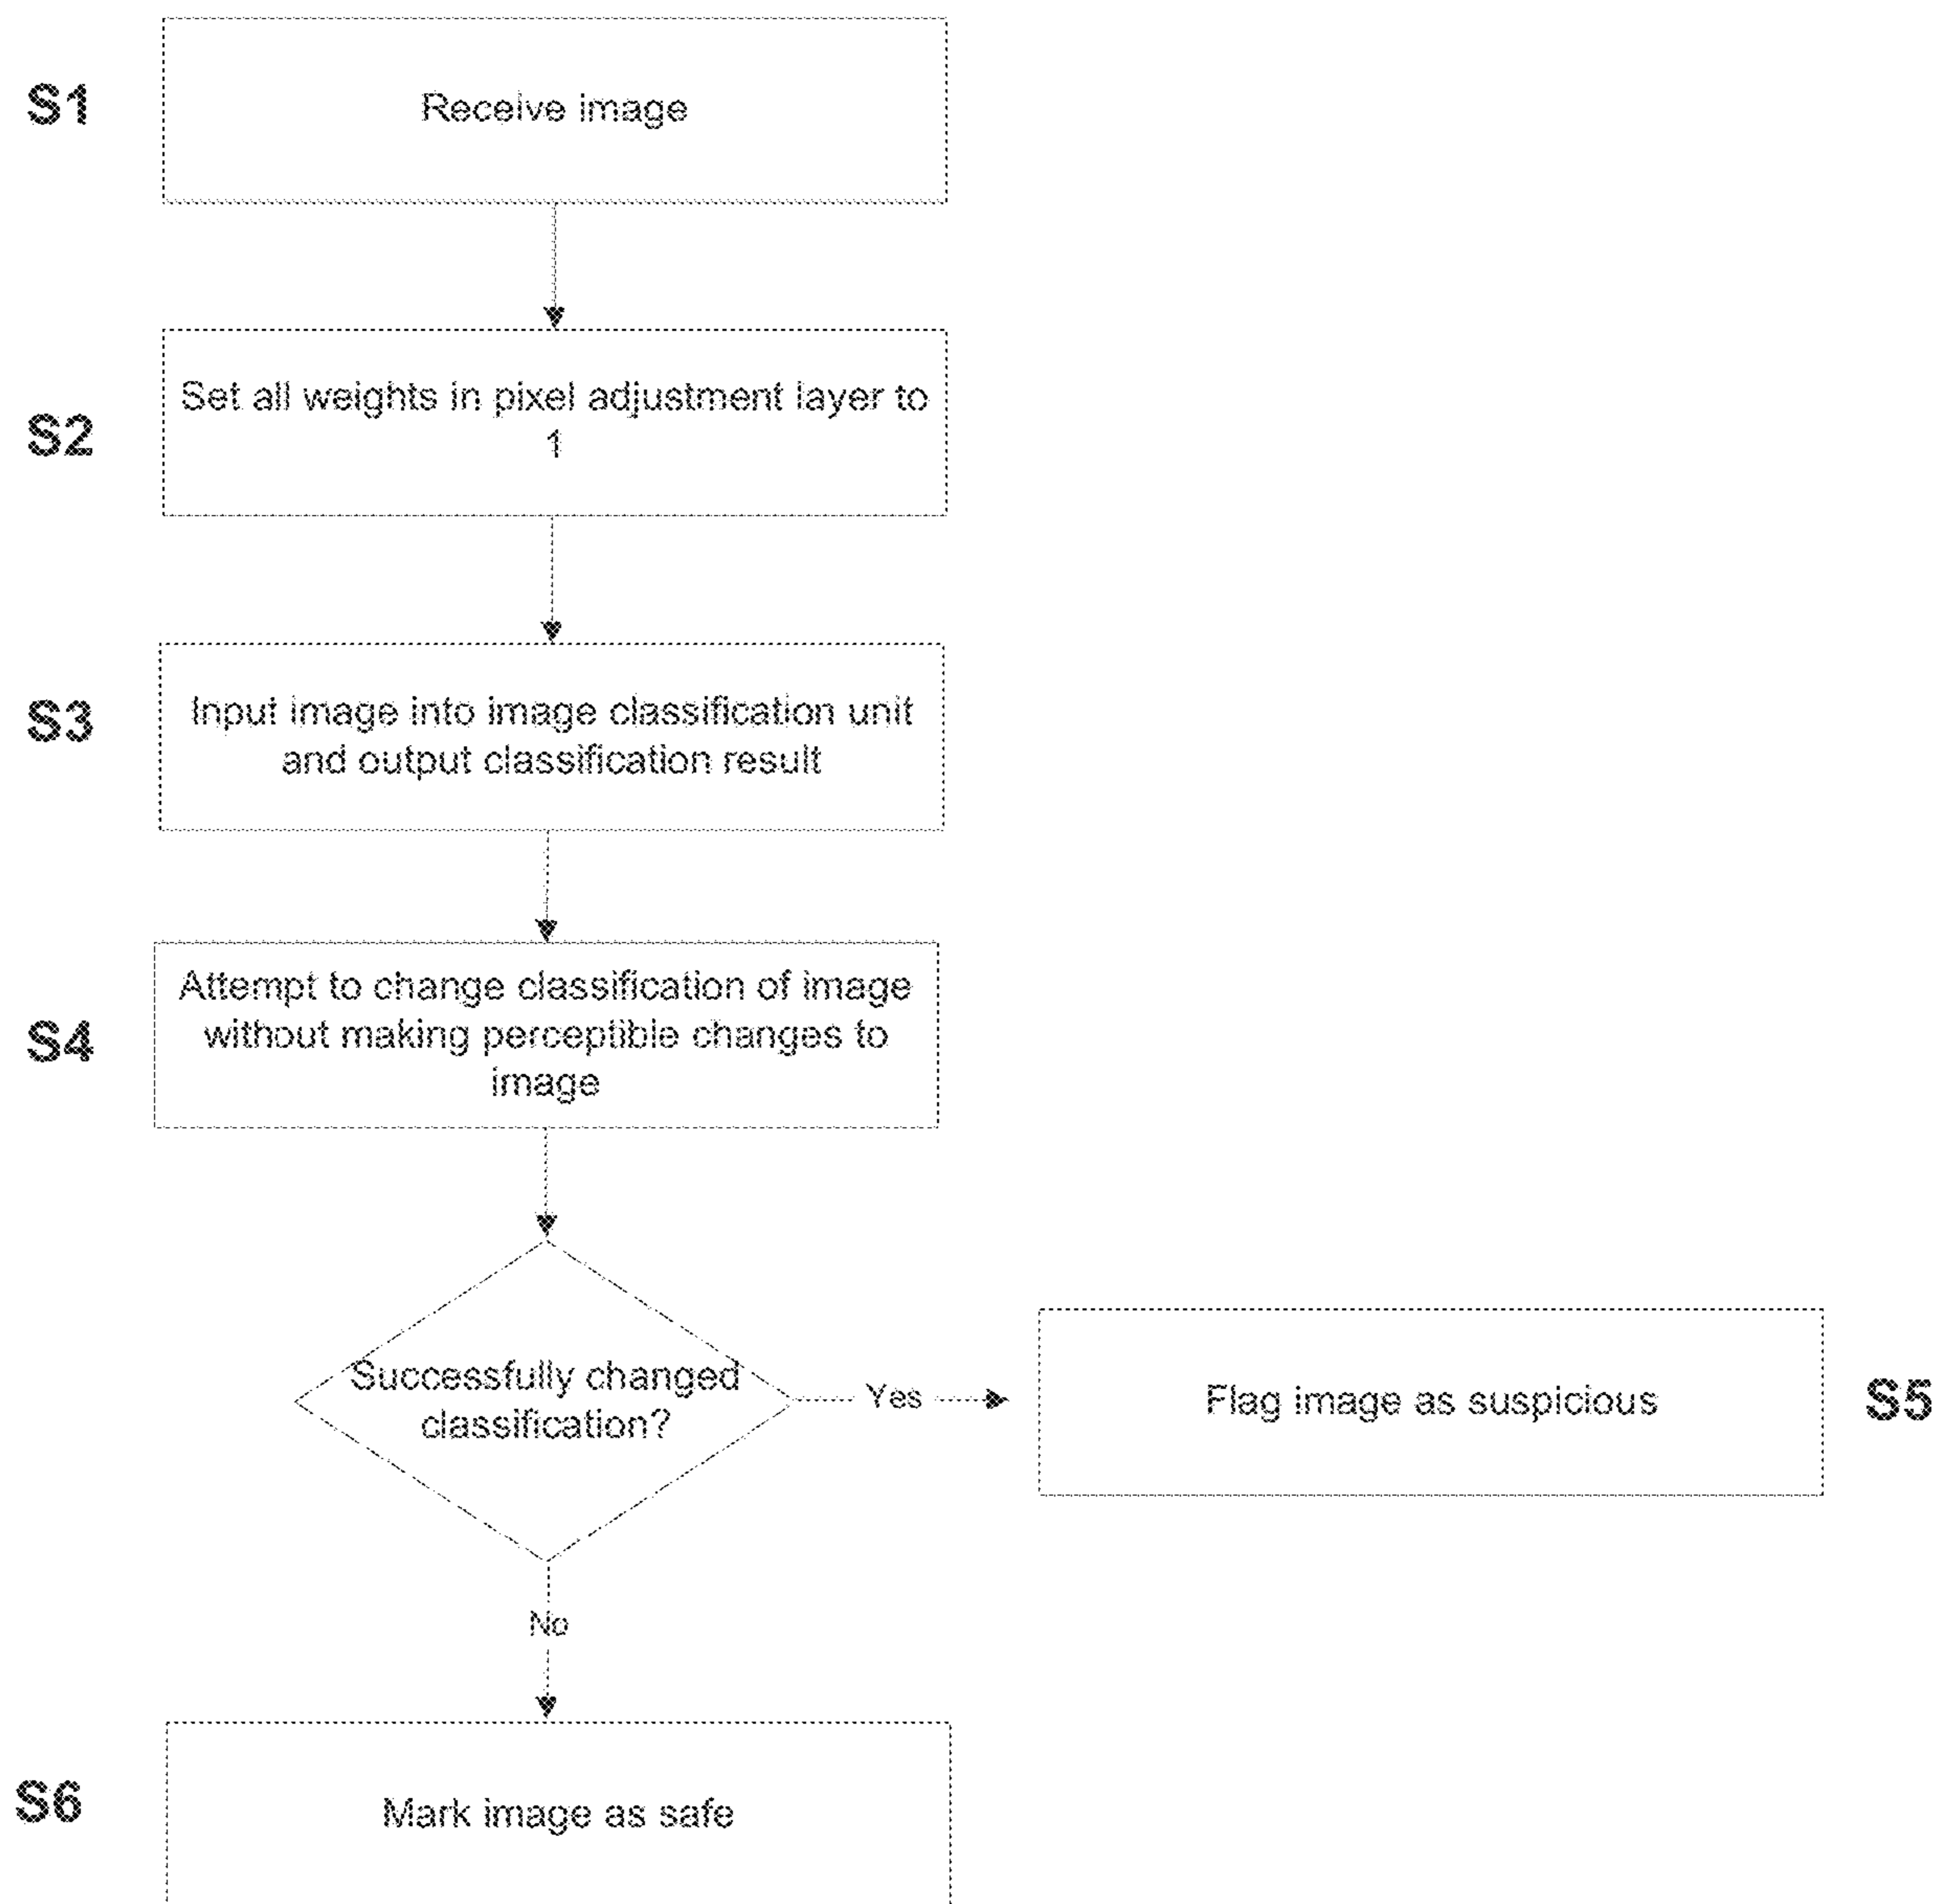 S1
Receive image
S2
Set all weights in pixel adjustment layer to
1
S3
Input image into image classification unit
and output classification result
S4
Attempt to change classification of image
without making perceptible changes to
image
Successfully changed
classification?
Yes
Flag image as suspicious
S5
No
S6
Mark image as safe